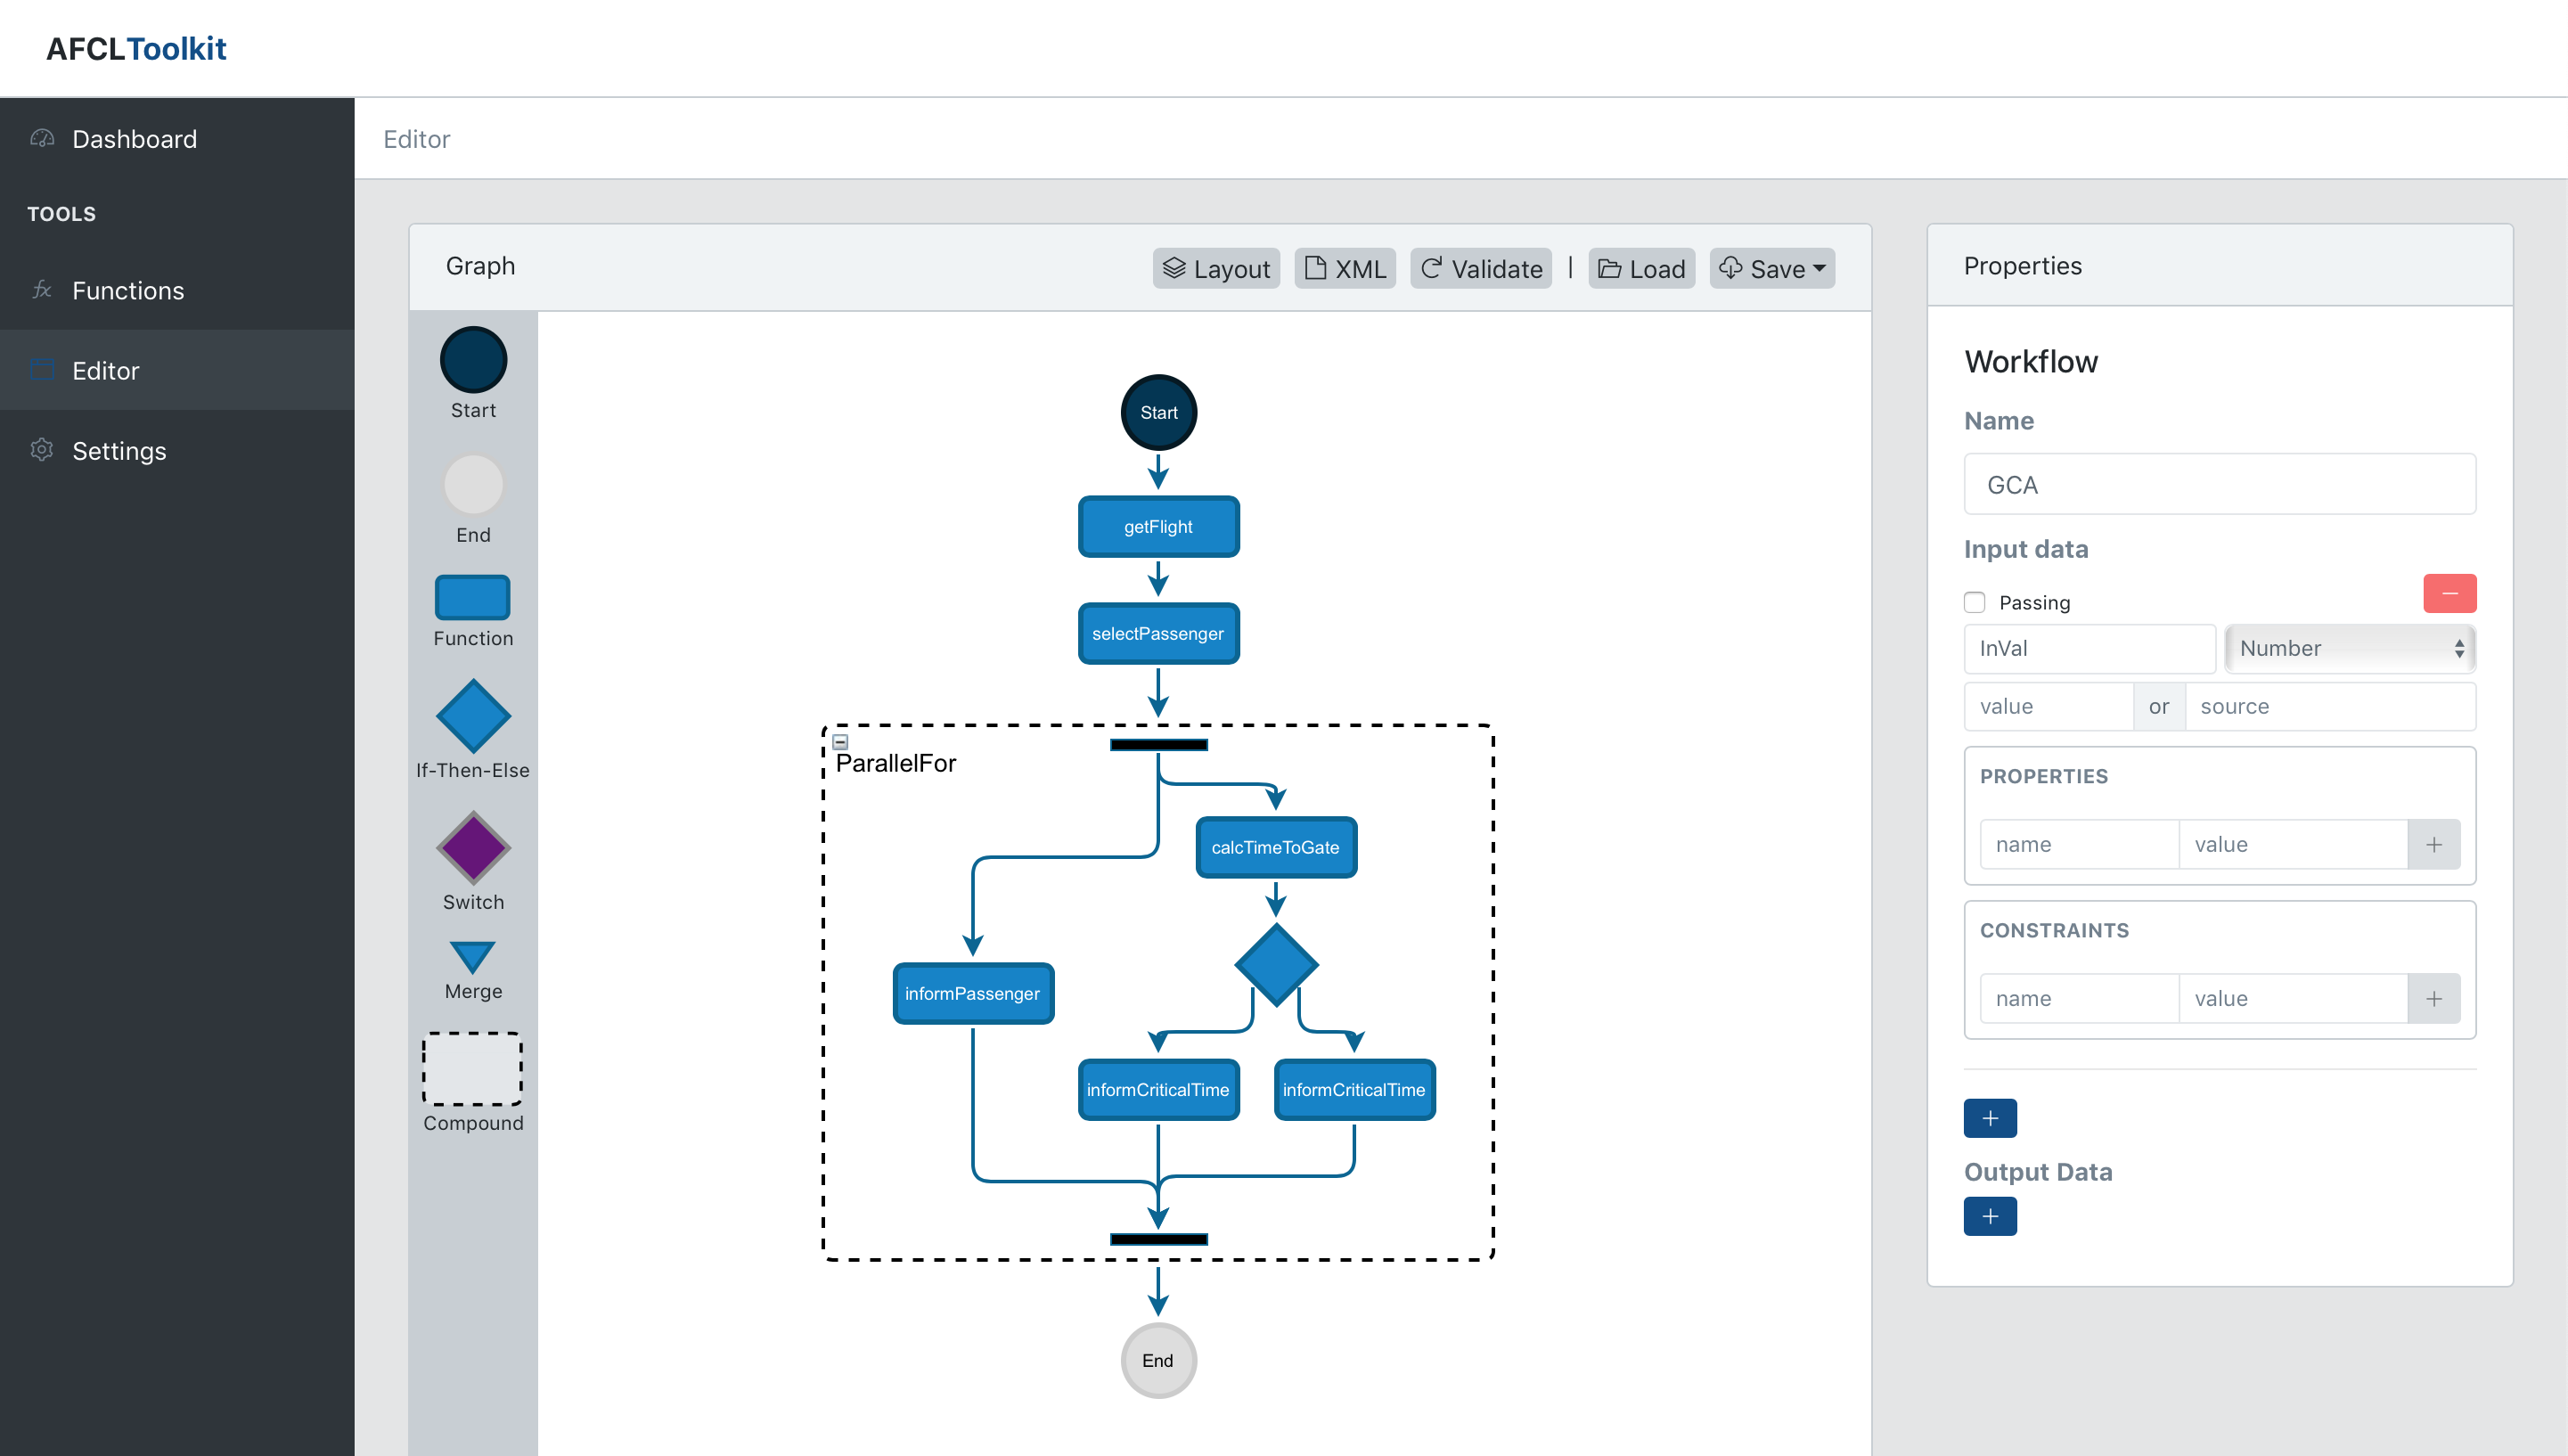 AFCLToolkit
Dashboard
TOOLS
Functions
Editor
Settings
Editor
Graph
Layout
XML
Validate
|
Load
Save
Start
End
Function
If-Then-Else
Switch
Merge
Compound
Start
getFlight
selectPassenger
ParallelFor
calcTimeToGate
informPassenger
informCriticalTime
informCriticalTime
End
Properties
Workflow
Name
GCA
Input data
Passing
InVal
Number
value or source
PROPERTIES
name value +
CONSTRAINTS
name value +
+
Output Data
+